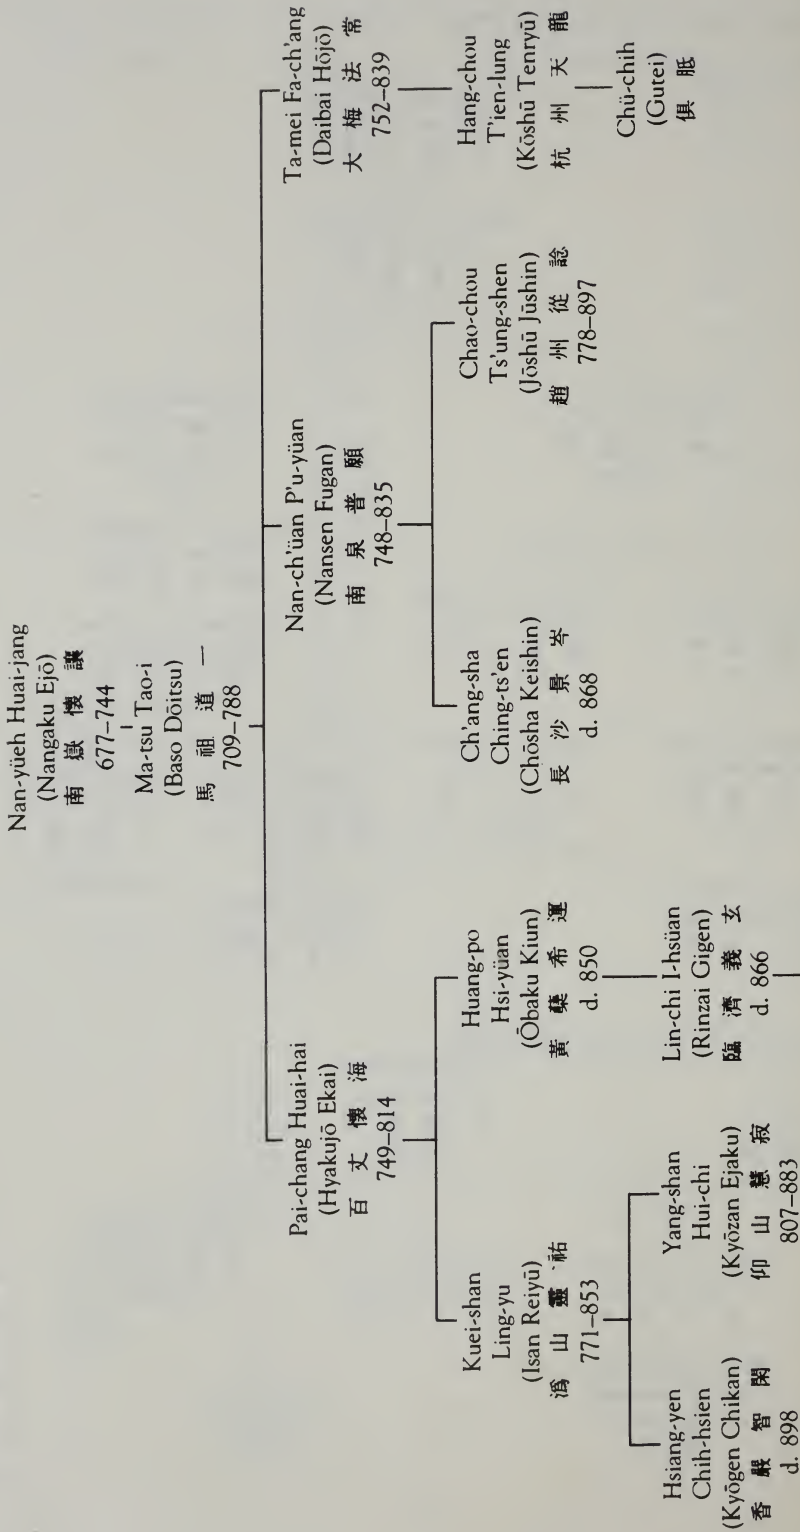 Nan-yüeh Huai-jang
(Nangaku Ejō)
南嶽懷讓
677–744
Ma-tsu Tao-i
(Baso Dōitsu)
馬祖道一
709–788
Pai-chang Huai-hai
(Hyakujō Ekai)
百丈懷海
749–814
Nan-ch'üan P'u-yüan
(Nansen Fugan)
南泉普願
748–835
Ta-mei Fa-ch'ang
(Daibai Hōjō)
大梅法常
752–839
Kuei-shan
Ling-yu
(Isan Reiyū)
潙山靈祐
771–853
Huang-po
Hsi-yüan
(Ōbaku Kiun)
黃蘗希運
d. 850
Ch'ang-sha
Ching-ts'en
(Chōsha Keishin)
長沙景岑
d. 868
Chao-chou
Ts'ung-shen
(Jōshū Jūshin)
趙州從諗
778–897
Hang-chou
T'ien-lung
(Kōshū Tenryū)
杭州天龍
Hsiang-yen
Chih-hsien
(Kyōgen Chikan)
香嚴智閑
d. 898
Yang-shan
Hui-chi
(Kyōzan Ejaku)
仰山慧寂
807–883
Lin-chi I-hsüan
(Rinzai Gigen)
臨濟義玄
d. 866
Chü-chih
(Gutei)
俱胝